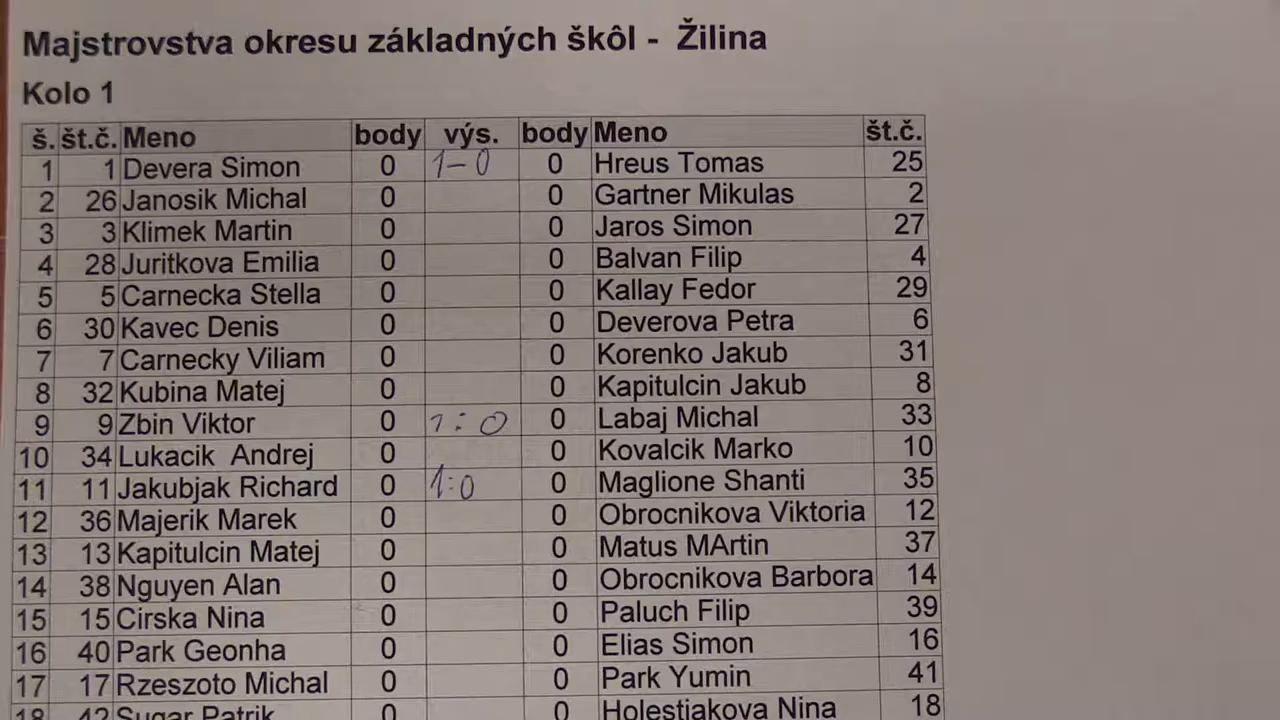 Majstrovstva okresu základných škôl - Žilina
Kolo 1
š. št.č. Meno body výs. body Meno št.č.
1 1 Devera Simon 0 1-0 0 Hreus Tomas 25
2 26 Janosik Michal 0 0 Gartner Mikulas 2
3 3 Klimek Martin 0 0 Jaros Simon 27
4 28 Juritkova Emilia 0 0 Balvan Filip 4
5 5 Carnecka Stella 0 0 Kallay Fedor 29
6 30 Kavec Denis 0 0 Deverova Petra 6
7 7 Carnecky Viliam 0 0 Korenko Jakub 31
8 32 Kubina Matej 0 0 Kapitulcin Jakub 8
9 9 Zbin Viktor 0 1:0 0 Labaj Michal 33
10 34 Lukacik Andrej 0 0 Kovalcik Marko 10
11 11 Jakubjak Richard 0 1:0 0 Maglione Shanti 35
12 36 Majerik Marek 0 0 Obrocnikova Viktoria 12
13 13 Kapitulcin Matej 0 0 Matus MArtin 37
14 38 Nguyen Alan 0 0 Obrocnikova Barbora 14
15 15 Cirska Nina 0 0 Paluch Filip 39
16 40 Park Geonha 0 0 Elias Simon 16
17 17 Rzeszoto Michal 0 0 Park Yumin 41
18 42 Sugar Patrik 0 0 Holestiakova Nina 18